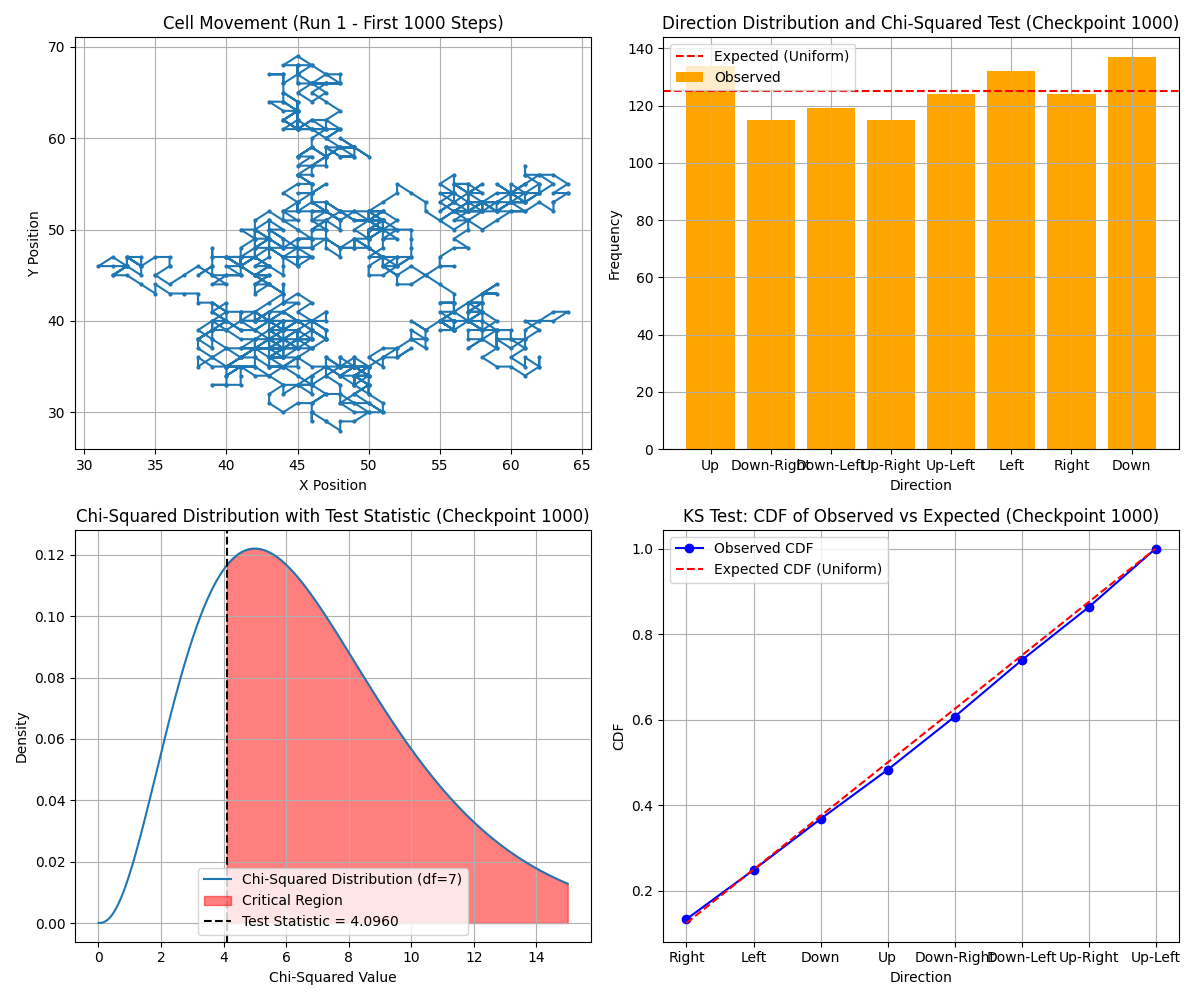 Cell Movement (Run 1 - First 1000 Steps)
70
60
50
40
30
Y Position
30 35 40 45 50 55 60 65
X Position
Direction Distribution and Chi-Squared Test (Checkpoint 1000)
Expected (Uniform)
Observed
140
120
100
80
60
40
20
0
Frequency
Up Down-Right Down-Left Up-Right Up-Left Left Right Down
Direction
Chi-Squared Distribution with Test Statistic (Checkpoint 1000)
0.12
0.10
0.08
0.06
0.04
0.02
0.00
Density
Chi-Squared Distribution (df=7)
Critical Region
Test Statistic = 4.0960
0 2 4 6 8 10 12 14
Chi-Squared Value
KS Test: CDF of Observed vs Expected (Checkpoint 1000)
Observed CDF
Expected CDF (Uniform)
1.0
0.8
0.6
0.4
0.2
CDF
Right Left Down Up Down-Right Down-Left Up-Right Up-Left
Direction